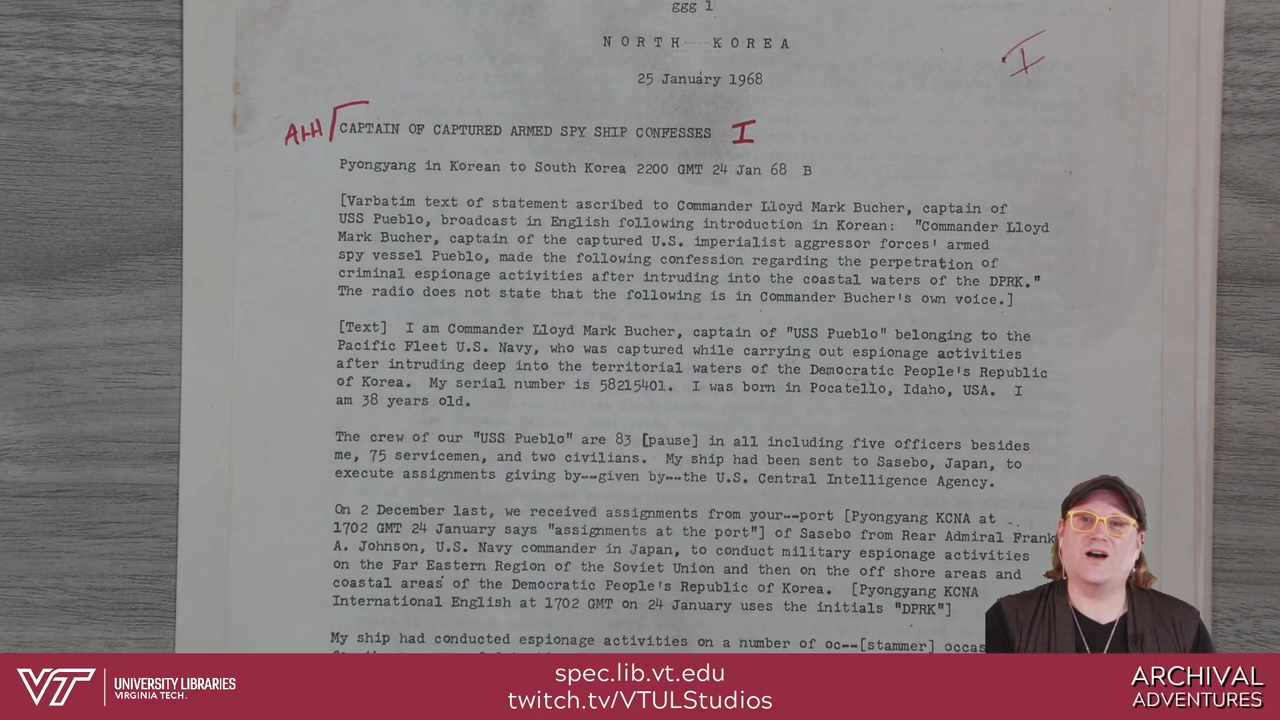 ggg 1
NORTH KOREA
25 January 1968
I
AHH CAPTAIN OF CAPTURED ARMED SPY SHIP CONFESSES I
Pyongyang in Korean to South Korea 2200 GMT 24 Jan 68 B
[Varbatim text of statement ascribed to Commander Lloyd Mark Bucher, captain of
USS Pueblo, broadcast in English following introduction in Korean: "Commander Lloyd
Mark Bucher, captain of the captured U.S. imperialist aggressor forces' armed
spy vessel Pueblo, made the following confession regarding the perpetration of
criminal espionage activities after intruding into the coastal waters of the DPRK."
The radio does not state that the following is in Commander Bucher's own voice.]
[Text] I am Commander Lloyd Mark Bucher, captain of "USS Pueblo" belonging to the
Pacific Fleet U.S. Navy, who was captured while carrying out espionage activities
after intruding deep into the territorial waters of the Democratic People's Republic
of Korea. My serial number is 58215401. I was born in Pocatello, Idaho, USA. I
am 38 years old.
The crew of our "USS Pueblo" are 83 [pause] in all including five officers besides
me, 75 servicemen, and two civilians. My ship had been sent to Sasebo, Japan, to
execute assignments giving by--given by--the U.S. Central Intelligence Agency.
On 2 December last, we received assignments from your--port [Pyongyang KCNA at
1702 GMT 24 January says "assignments at the port"] of Sasebo from Rear Admiral Frank
A. Johnson, U.S. Navy commander in Japan, to conduct military espionage activities
on the Far Eastern Region of the Soviet Union and then on the off shore areas and
coastal areas of the Democratic People's Republic of Korea. [Pyongyang KCNA
International English at 1702 GMT on 24 January uses the initials "DPRK"]
My ship had conducted espionage activities on a number of oc--[stammer] occas
VT UNIVERSITY LIBRARIES
VIRGINIA TECH.
spec.lib.vt.edu
twitch.tv/VTULStudios
ARCHIVAL
ADVENTURES